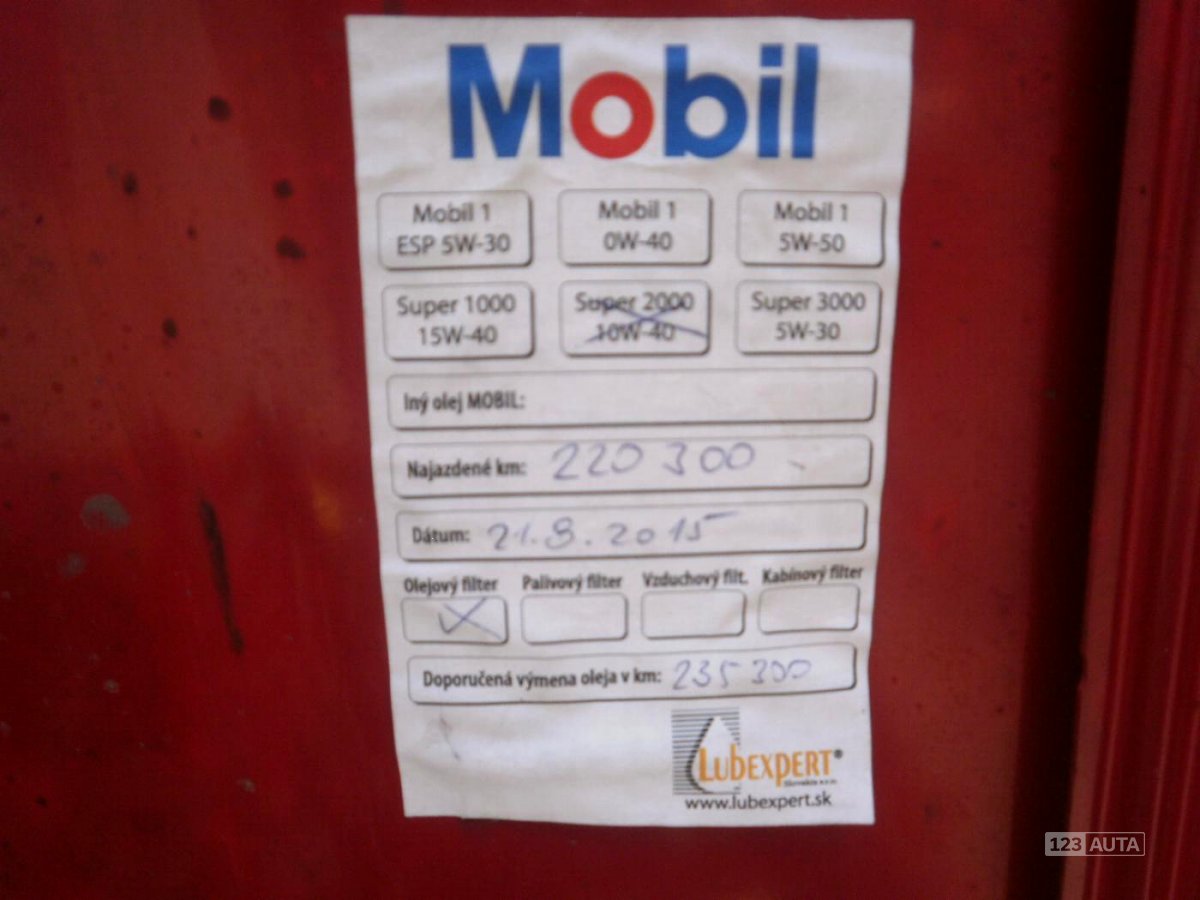 Mobil
Mobil 1
ESP 5W-30
Mobil 1
0W-40
Mobil 1
5W-50
Super 1000
15W-40
Super 2000
10W-40
Super 3000
5W-30
Iný olej MOBIL:
Najazdené km: 220 300
Dátum: 21.8.2015
Olejový filter Palivový filter Vzduchový filt. Kabínový filter
Doporučená výmena oleja v km: 235 300
LUBEXPERT®
Slovakia s.r.o.
www.lubexpert.sk
123 AUTA